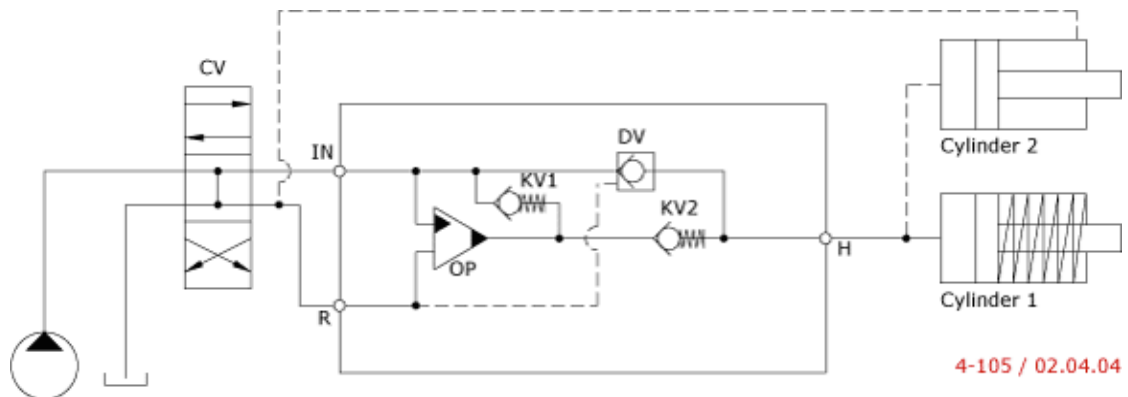 CV
IN
DV
KV1
KV2
OP
R
H
Cylinder 2
Cylinder 1
4-105 / 02.04.04